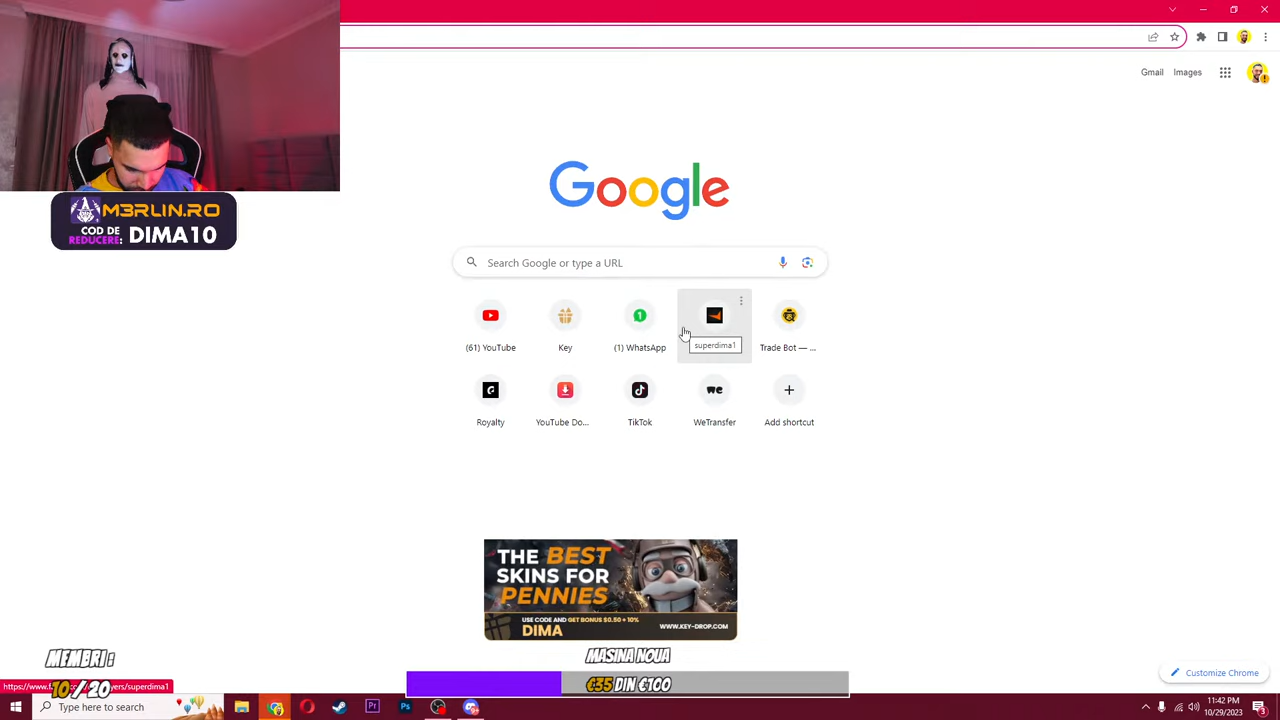 M3RLIN.RO
COD DE
REDUCERE: DIMA10
Gmail
Images
Google
Search Google or type a URL
(61) YouTube
Key
(1) WhatsApp
superdima1
Trade Bot — ...
Royalty
YouTube Do...
TikTok
WeTransfer
Add shortcut
THE BEST
SKINS FOR
PENNIES
USE CODE AND GET BONUS $0.50 + 10%
DIMA
WWW.KEY-DROP.COM
MEMBRI :
10/20
MASINA NOUA
€35 DIN €100
Customize Chrome
yers/superdima1
Type here to search
11:42 PM
10/29/2023